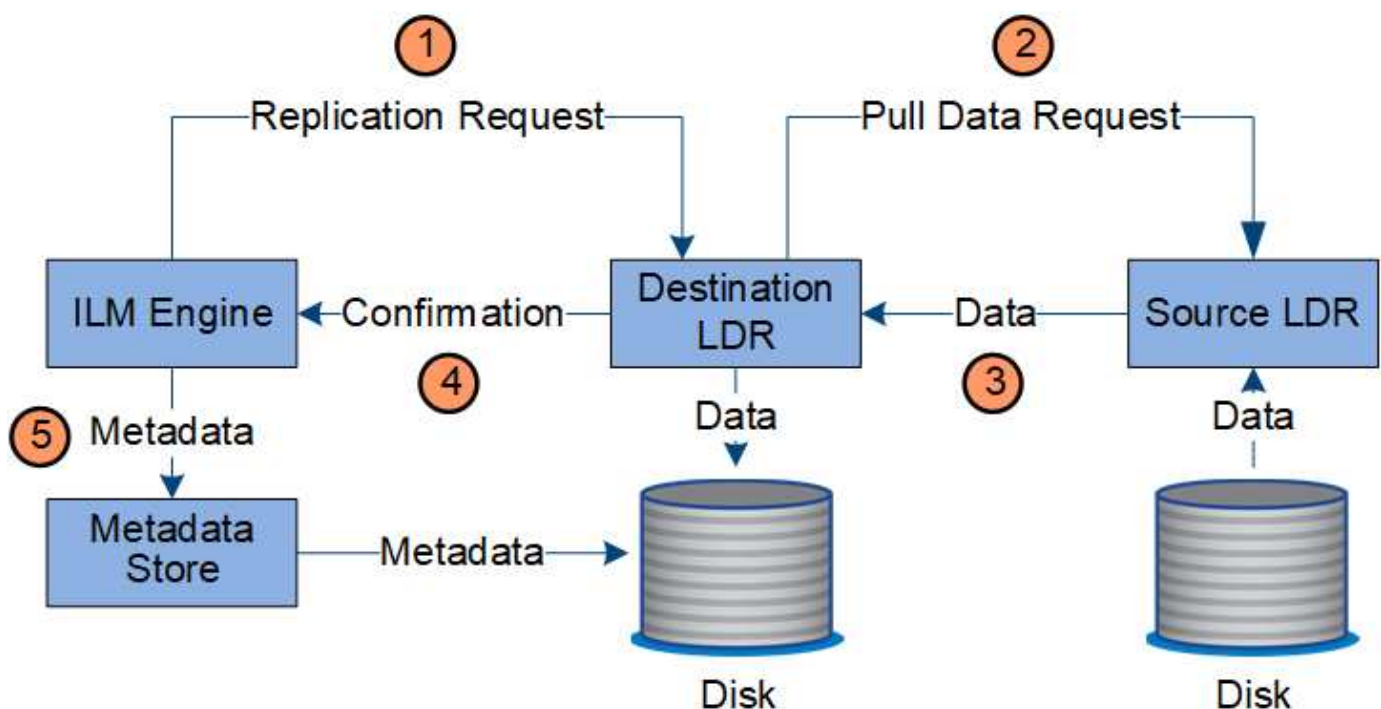 1
2
Replication Request
Pull Data Request
ILM Engine
Confirmation
Destination
LDR
Data
Source LDR
4
3
5
Metadata
Data
Data
Metadata
Store
Metadata
Disk
Disk